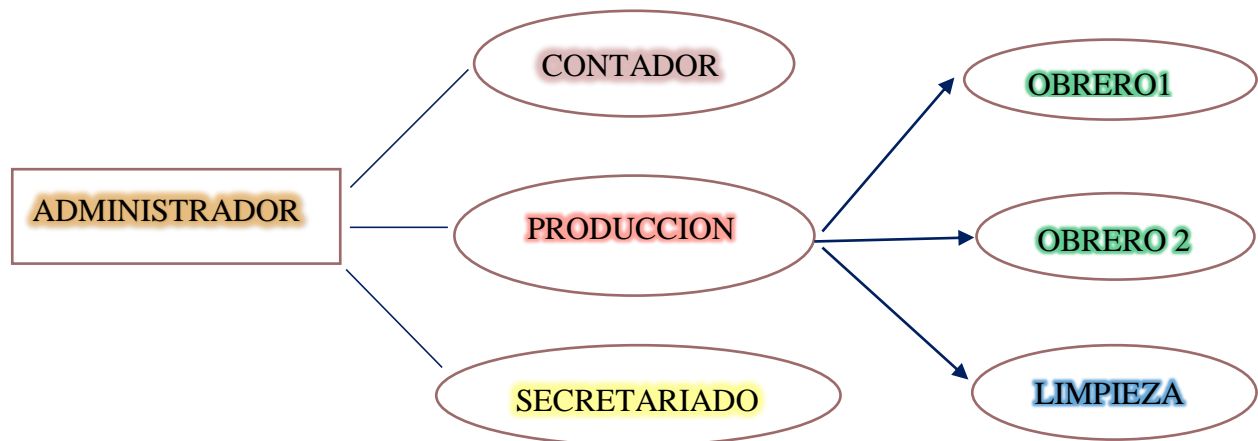 CONTADOR
OBRERO1
ADMINISTRADOR
PRODUCCION
OBRERO 2
SECRETARIADO
LIMPIEZA